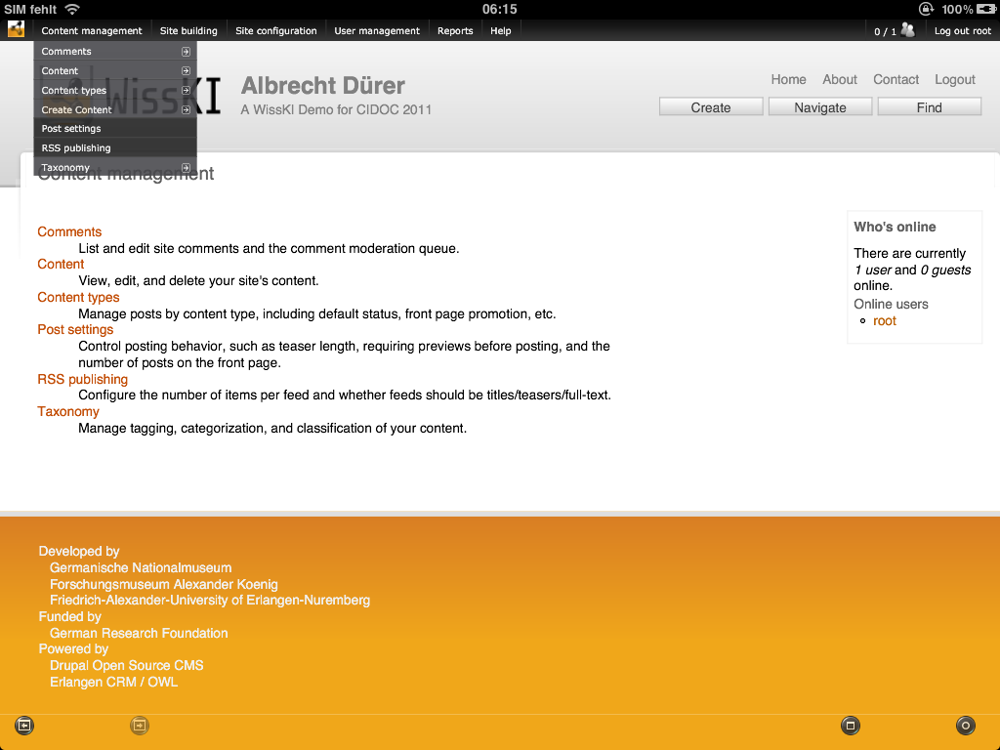 SIM fehlt 06:15 100%
Content management Site building Site configuration User management Reports Help 0 / 1 Log out root
Comments
Content
Content types
Create Content
Post settings
RSS publishing
Taxonomy
WissKI
Albrecht Dürer
A WissKI Demo for CIDOC 2011
Home About Contact Logout
Create Navigate Find
Content management
Comments
List and edit site comments and the comment moderation queue.
Content
View, edit, and delete your site's content.
Content types
Manage posts by content type, including default status, front page promotion, etc.
Post settings
Control posting behavior, such as teaser length, requiring previews before posting, and the
number of posts on the front page.
RSS publishing
Configure the number of items per feed and whether feeds should be titles/teasers/full-text.
Taxonomy
Manage tagging, categorization, and classification of your content.
Who's online
There are currently
1 user and 0 guests
online.
Online users
root
Developed by
Germanische Nationalmuseum
Forschungsmuseum Alexander Koenig
Friedrich-Alexander-University of Erlangen-Nuremberg
Funded by
German Research Foundation
Powered by
Drupal Open Source CMS
Erlangen CRM / OWL